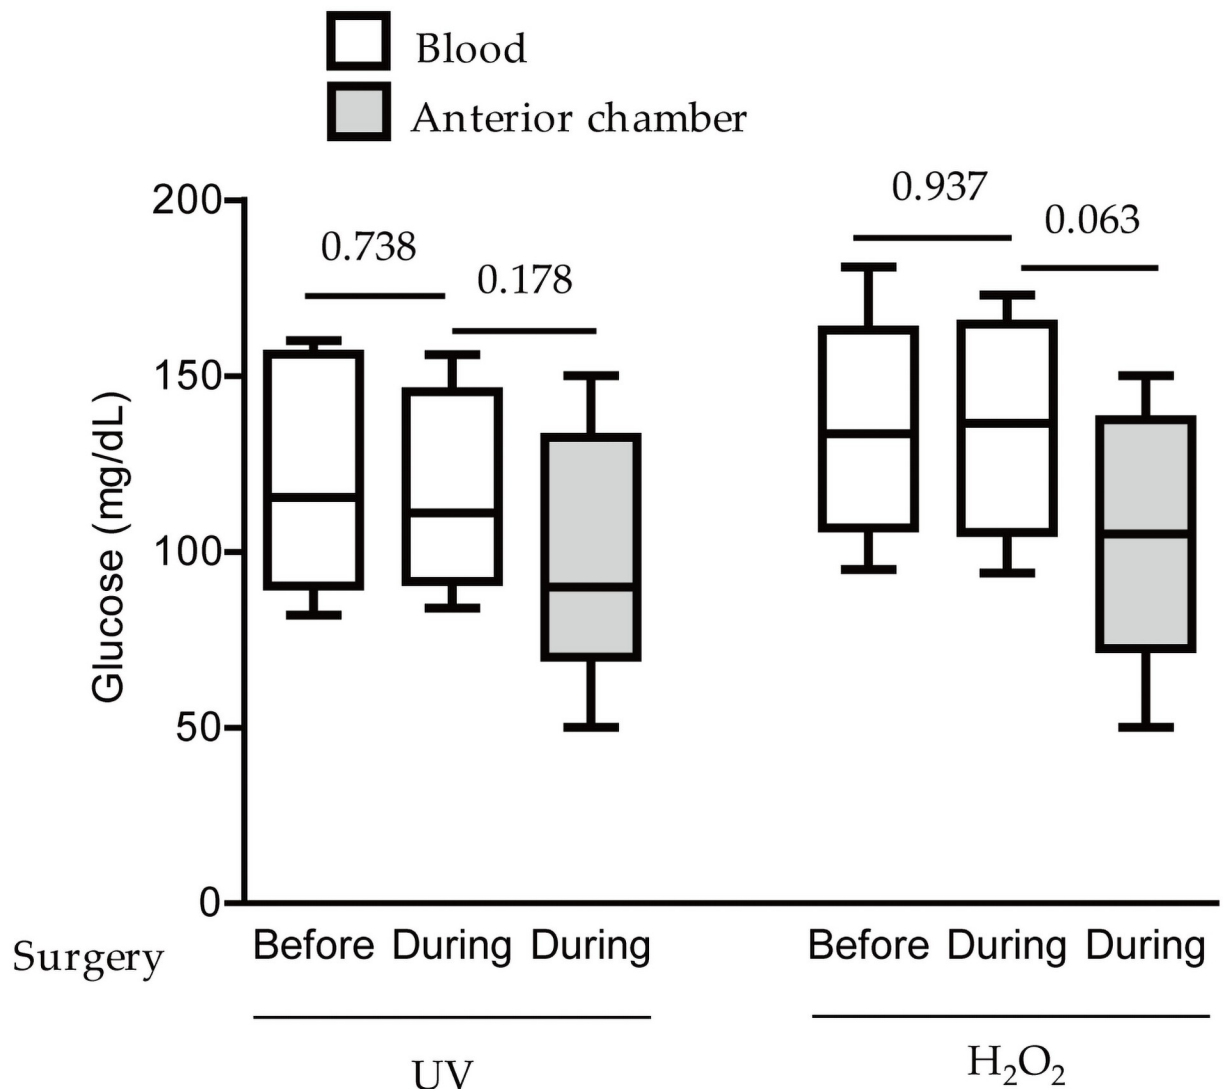 Blood
Anterior chamber
0.937
0.063
0.738
0.178
200
150
100
50
0
Glucose (mg/dL)
Surgery Before During During Before During During
UV H₂O₂